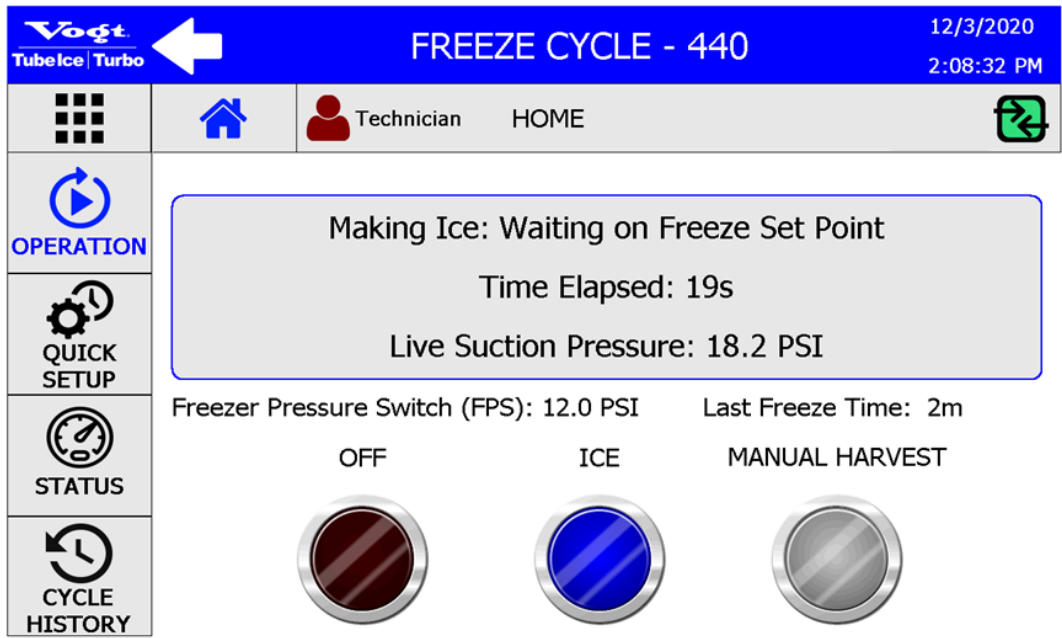 Vogt.
TubeIce | Turbo
FREEZE CYCLE - 440
12/3/2020
2:08:32 PM
Technician
HOME
OPERATION
Making Ice: Waiting on Freeze Set Point
Time Elapsed: 19s
Live Suction Pressure: 18.2 PSI
QUICK
SETUP
Freezer Pressure Switch (FPS): 12.0 PSI
Last Freeze Time: 2m
STATUS
OFF
ICE
MANUAL HARVEST
CYCLE
HISTORY